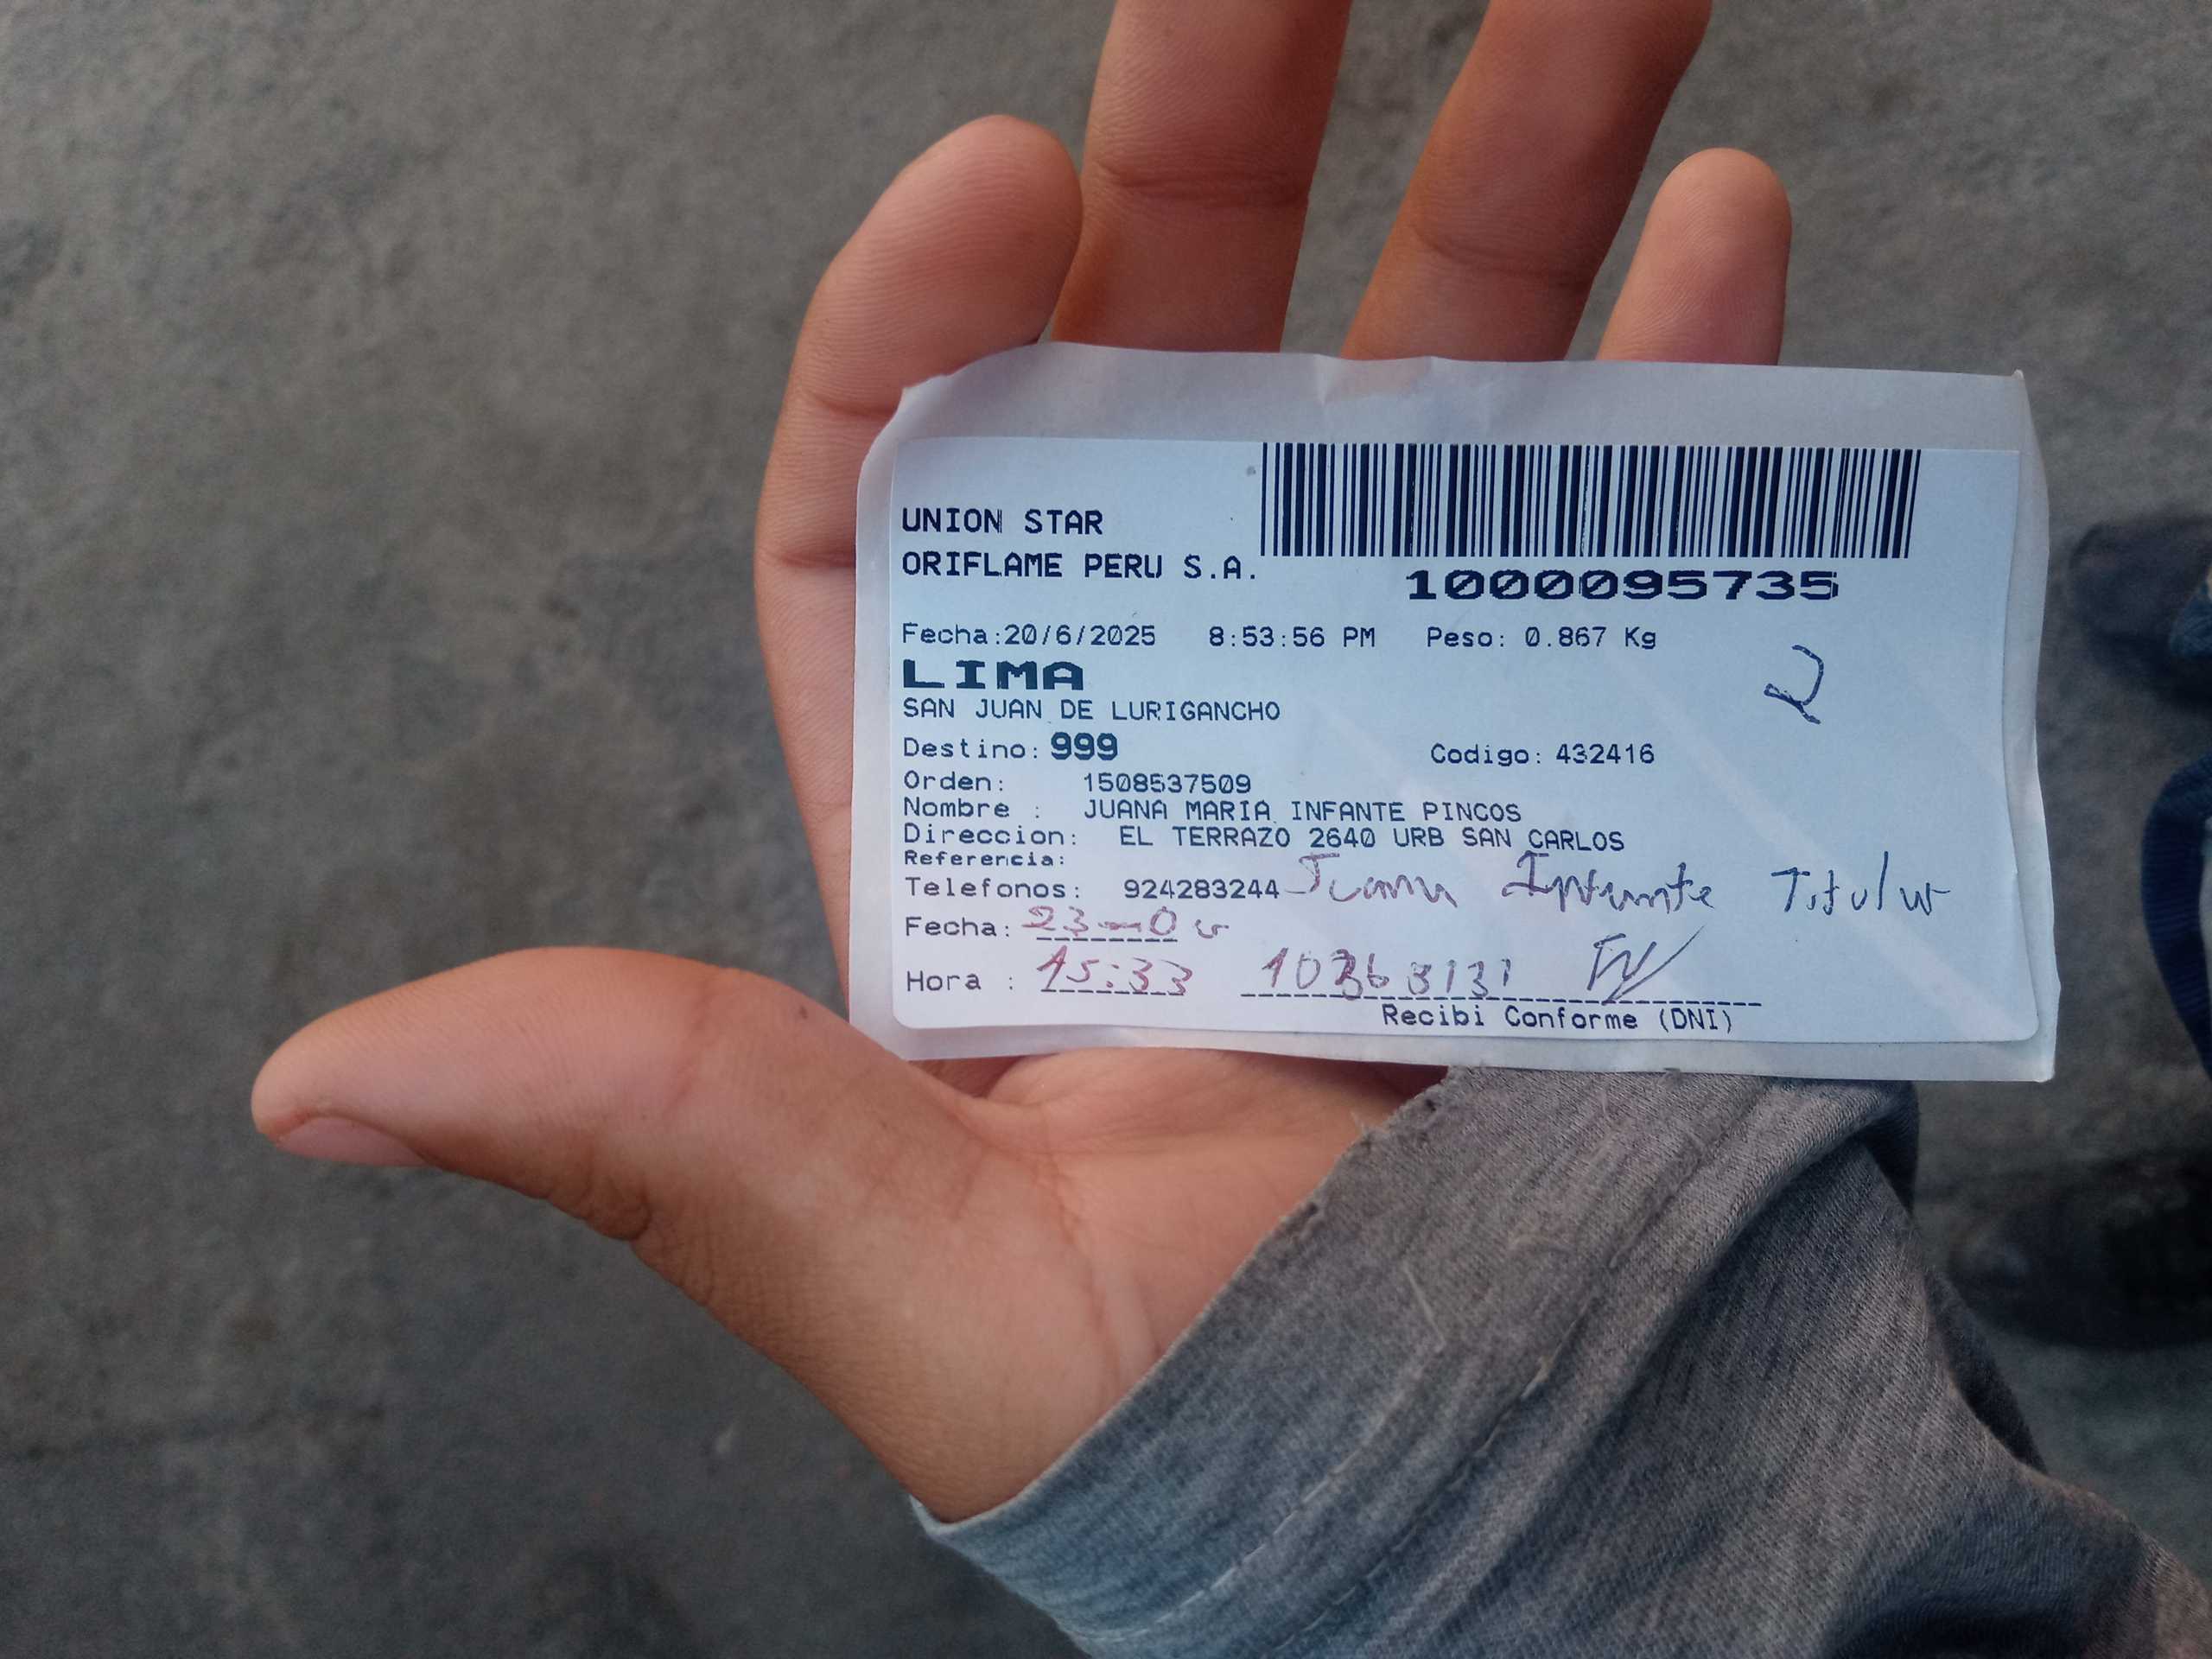 UNION STAR
ORIFLAME PERU S.A.
1000095735
Fecha:20/6/2025 8:53:56 PM Peso: 0.867 Kg
LIMA
2
SAN JUAN DE LURIGANCHO
Destino: 999 Codigo: 432416
Orden: 1508537509
Nombre : JUANA MARIA INFANTE PINCOS
Direccion: EL TERRAZO 2640 URB SAN CARLOS
Referencia:
Telefonos: 924283244 Juana Infante Titular
Fecha: 23-0
Hora : 15:33
Recibi Conforme (DNI)